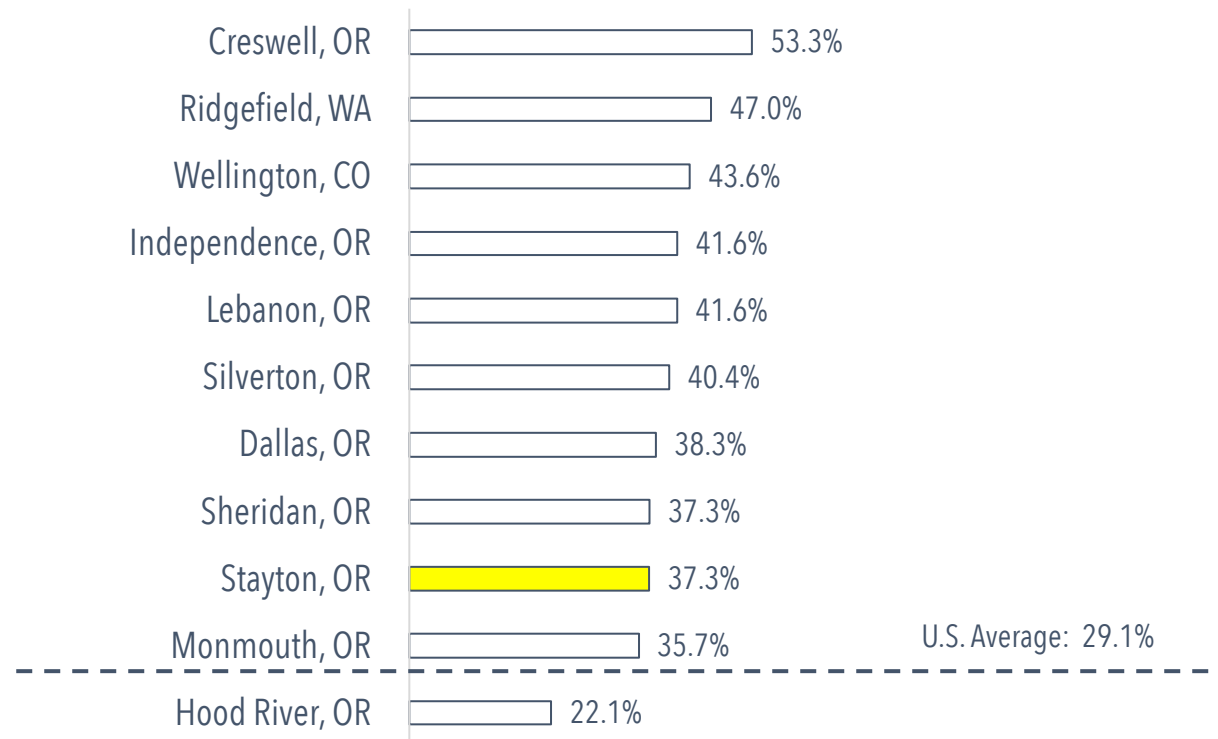 Creswell, OR 53.3%
Ridgefield, WA 47.0%
Wellington, CO 43.6%
Independence, OR 41.6%
Lebanon, OR 41.6%
Silverton, OR 40.4%
Dallas, OR 38.3%
Sheridan, OR 37.3%
Stayton, OR 37.3%
Monmouth, OR 35.7%
U.S. Average: 29.1%
Hood River, OR 22.1%